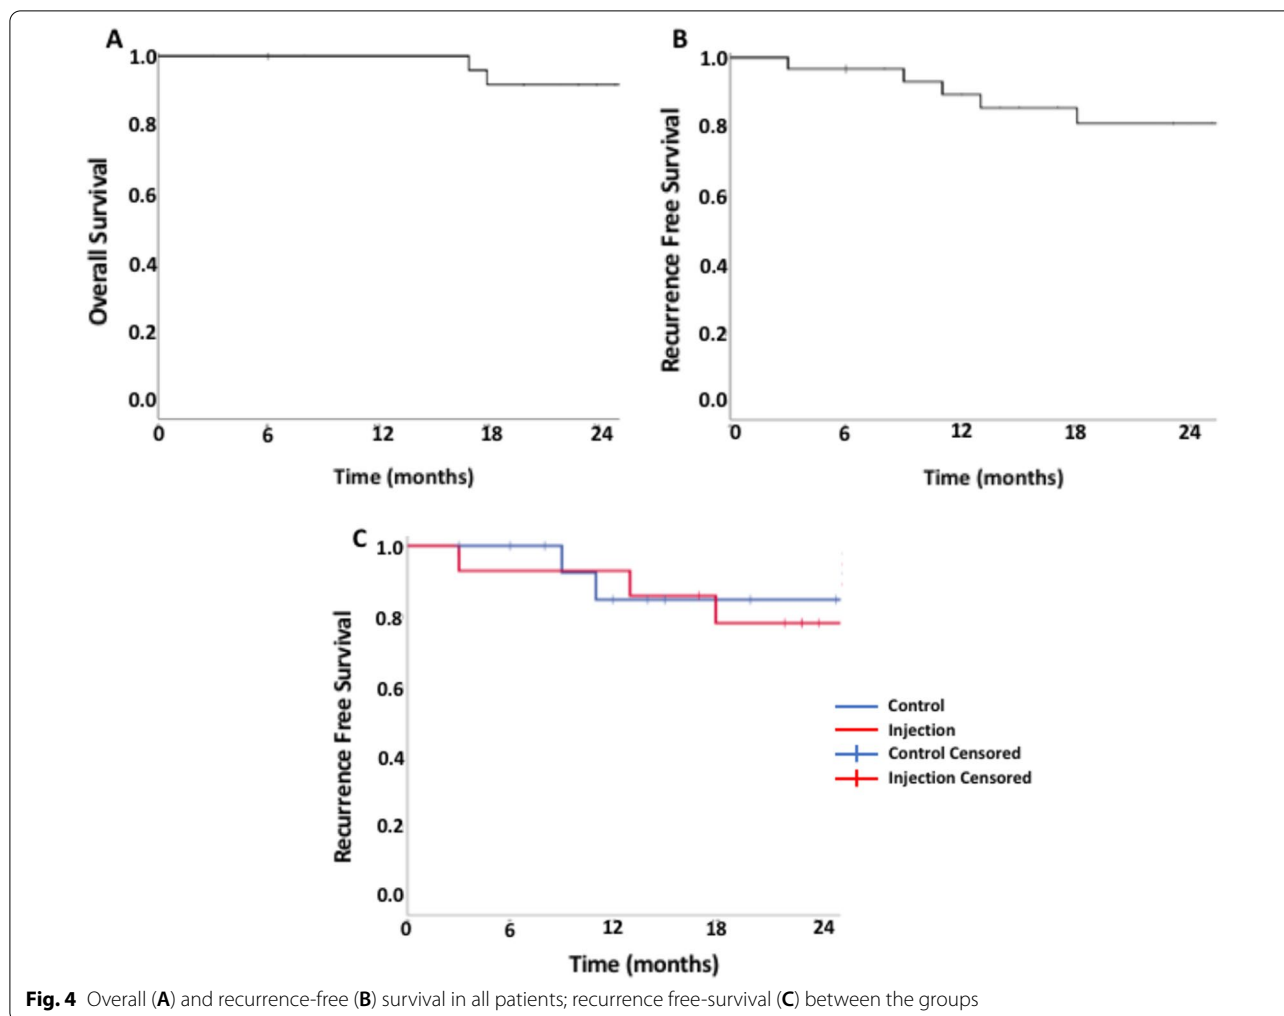 A
1.0
0.8
0.6
0.4
0.2
0.0
Overall Survival
0 6 12 18 24
Time (months)
B
1.0
0.8
0.6
0.4
0.2
0.0
Recurrence Free Survival
0 6 12 18 24
Time (months)
C
1.0
0.8
0.6
0.4
0.2
0.0
Recurrence Free Survival
0 6 12 18 24
Time (months)
Control
Injection
Control Censored
Injection Censored
Fig. 4 Overall (A) and recurrence-free (B) survival in all patients; recurrence free-survival (C) between the groups